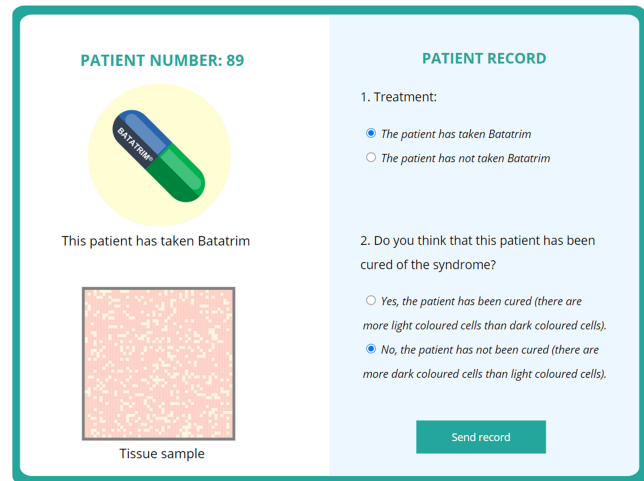 PATIENT NUMBER: 89
BATATRIM®
This patient has taken Batatrim
Tissue sample
PATIENT RECORD
1. Treatment:
The patient has taken Batatrim
The patient has not taken Batatrim
2. Do you think that this patient has been
cured of the syndrome?
Yes, the patient has been cured (there are
more light coloured cells than dark coloured cells).
No, the patient has not been cured (there are
more dark coloured cells than light coloured cells).
Send record